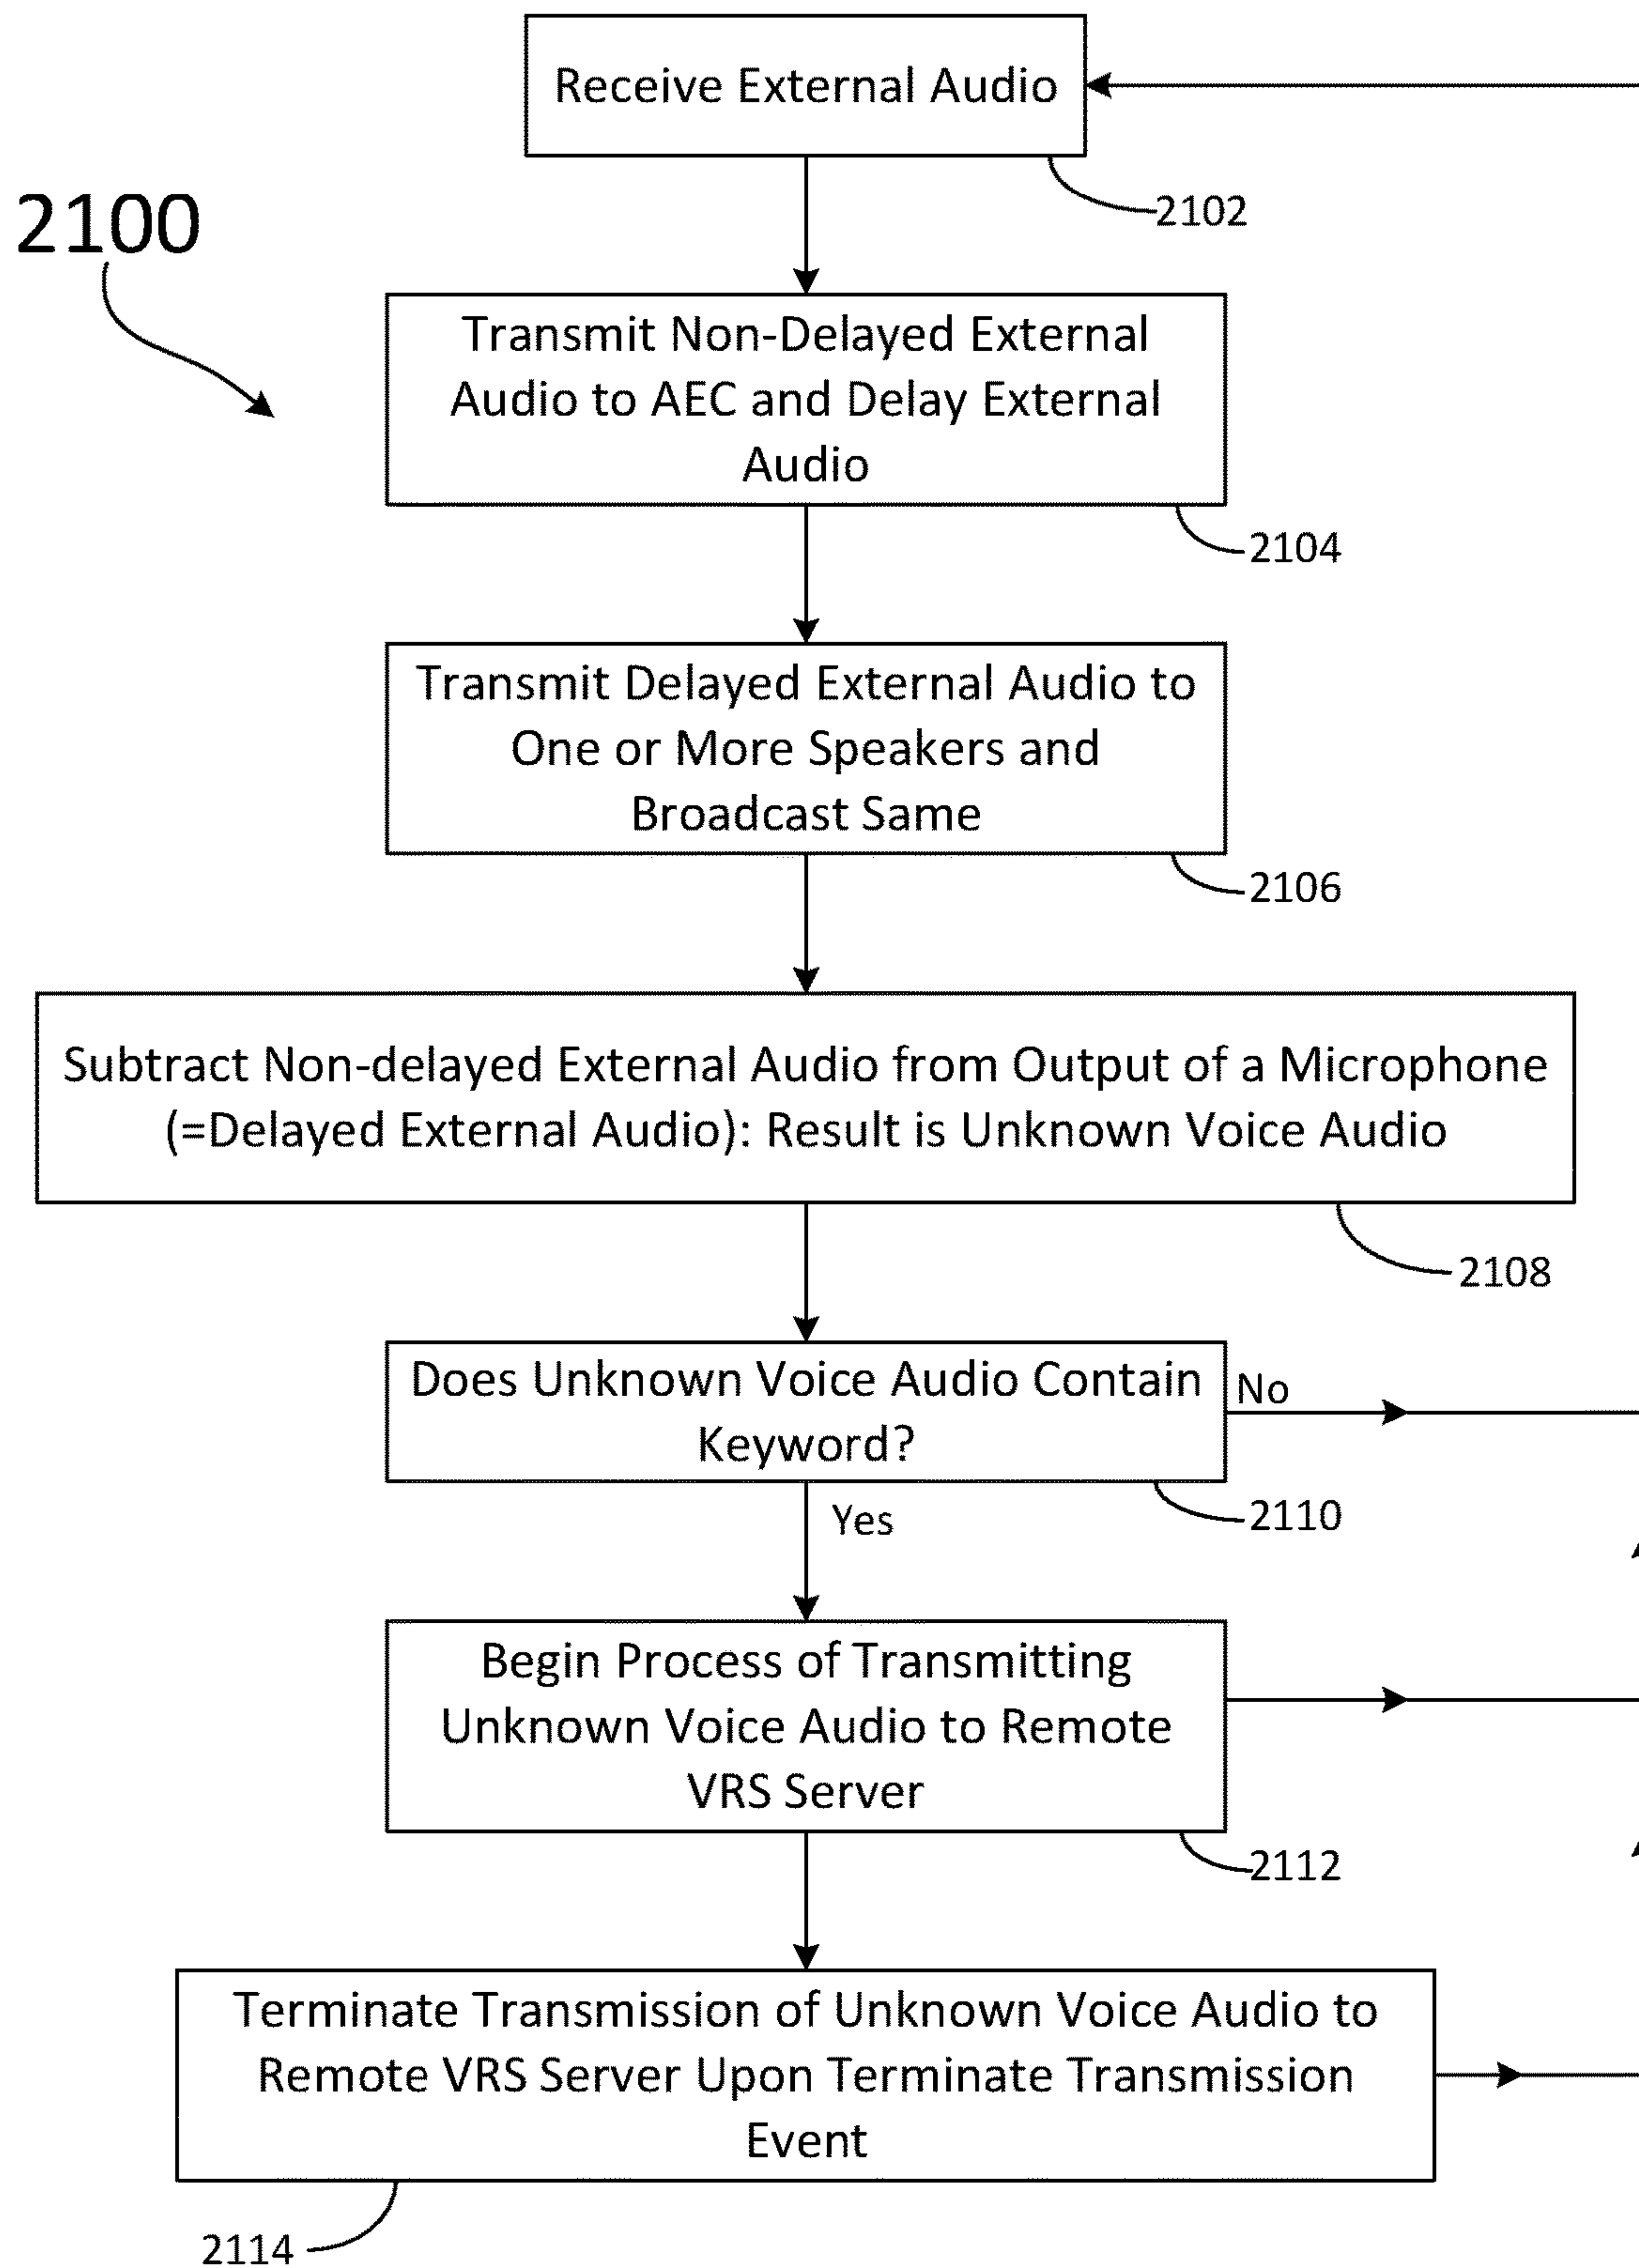 Receive External Audio
2102
2100
Transmit Non-Delayed External
Audio to AEC and Delay External
Audio
2104
Transmit Delayed External Audio to
One or More Speakers and
Broadcast Same
2106
Subtract Non-delayed External Audio from Output of a Microphone
(=Delayed External Audio): Result is Unknown Voice Audio
2108
Does Unknown Voice Audio Contain
Keyword?
No
2110
Yes
Begin Process of Transmitting
Unknown Voice Audio to Remote
VRS Server
2112
Terminate Transmission of Unknown Voice Audio to
Remote VRS Server Upon Terminate Transmission
Event
2114